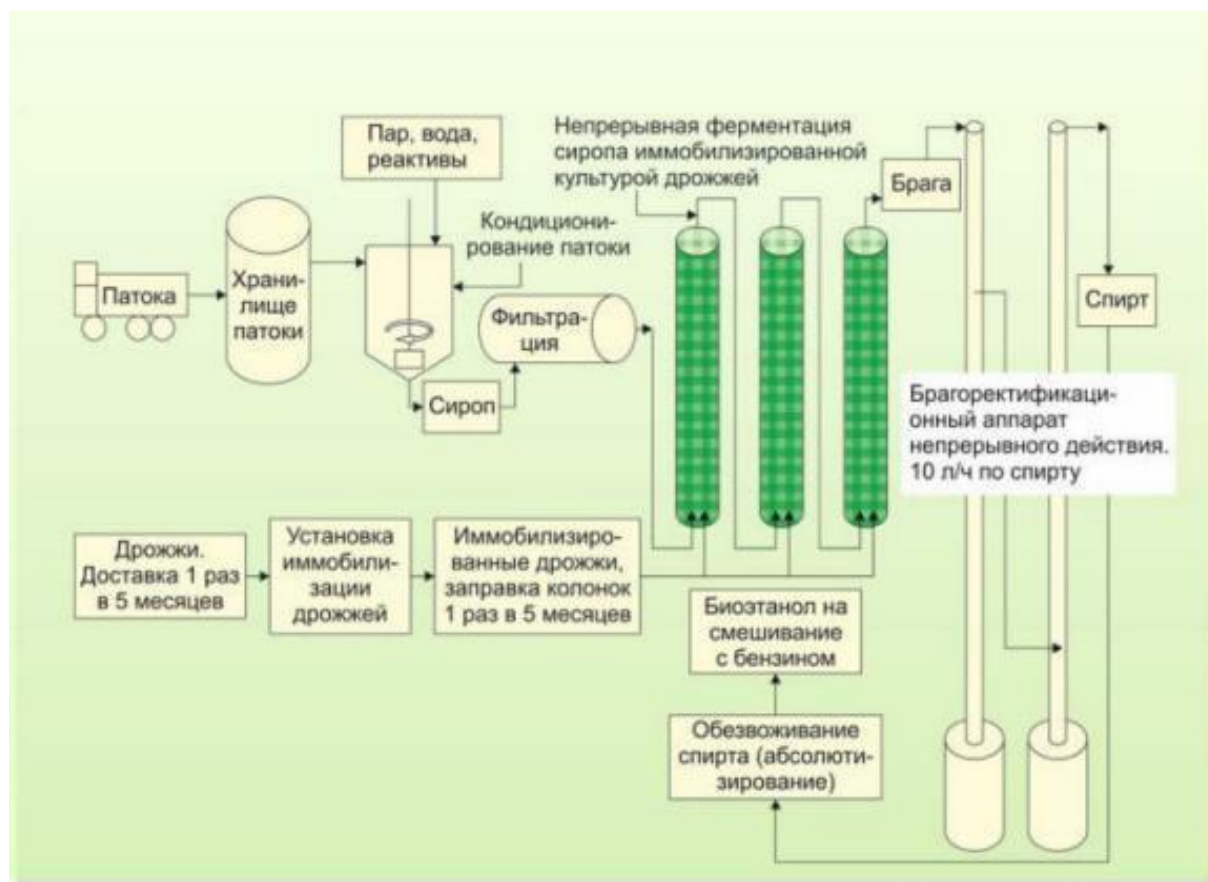 Пар, вода,
реактивы
Непрерывная ферментация
сиропа иммобилизированной
культурой дрожжей
Брага
Кондициони-
рование патоки
Патока
Храни-
лище
патоки
Фильтра-
ция
Сироп
Спирт
Брагоректификаци-
онный аппарат
непрерывного действия.
10 л/ч по спирту
Дрожжи.
Доставка 1 раз
в 5 месяцев
Установка
иммобили-
зации
дрожжей
Иммобилизиро-
ванные дрожжи,
заправка колонок
1 раз в 5 месяцев
Биоэтанол на
смешивание
с бензином
Обезвоживание
спирта (абсолюти-
зирование)